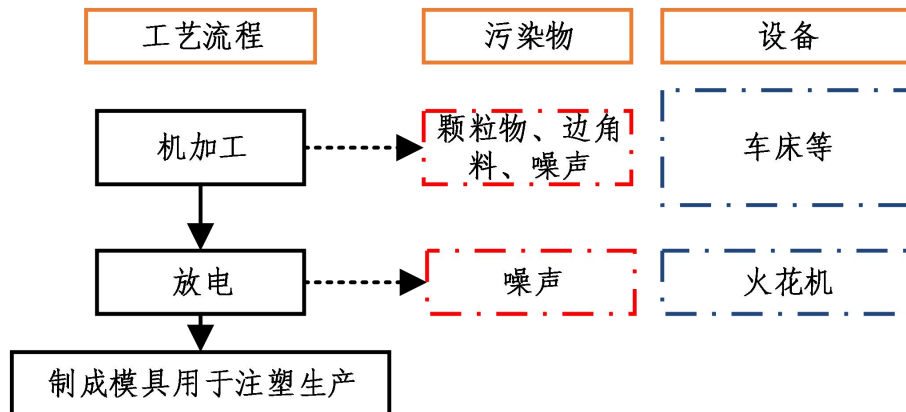 工艺流程
污染物
设备
机加工
颗粒物、边角
料、噪声
车床等
放电
噪声
火花机
制成模具用于注塑生产